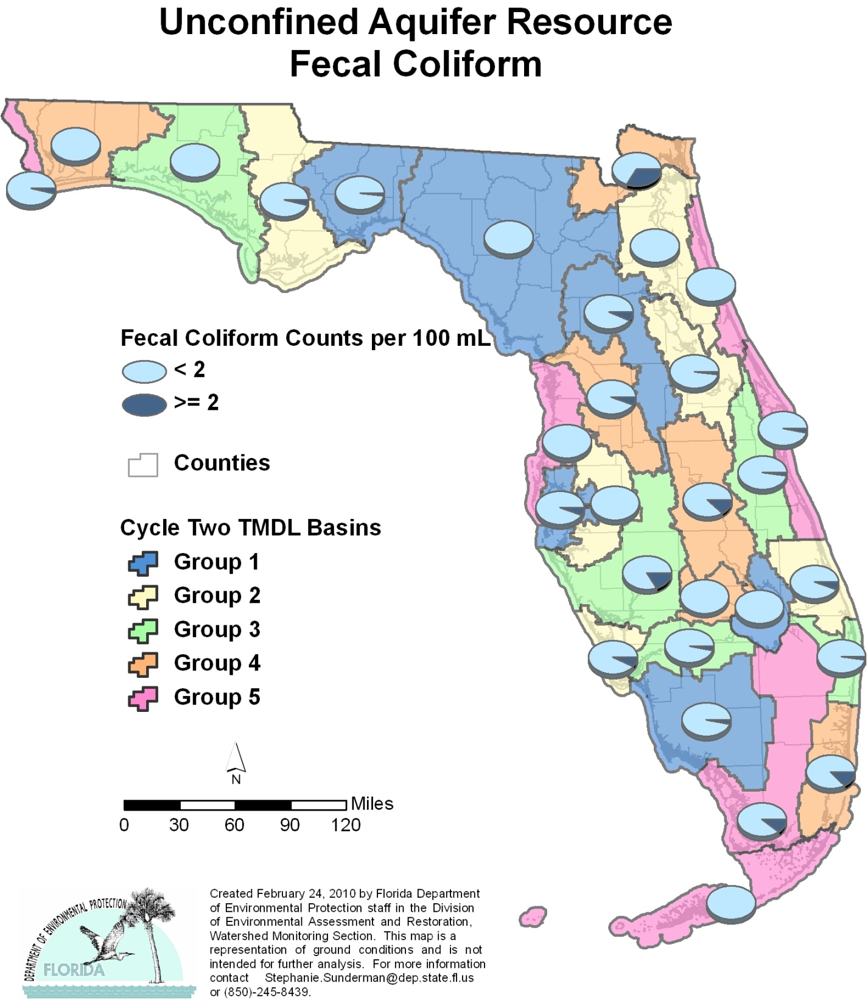 Unconfined Aquifer Resource
Fecal Coliform
Fecal Coliform Counts per 100 mL
< 2
>= 2
Counties
Cycle Two TMDL Basins
Group 1
Group 2
Group 3
Group 4
Group 5
N
Miles
0 30 60 90 120
DEPARTMENT OF ENVIRONMENTAL PROTECTION
FLORIDA
Created February 24, 2010 by Florida Department
of Environmental Protection staff in the Division
of Environmental Assessment and Restoration,
Watershed Monitoring Section. This map is a
representation of ground conditions and is not
intended for further analysis. For more information
contact Stephanie.Sunderman@dep.state.fl.us
or (850)-245-8439.